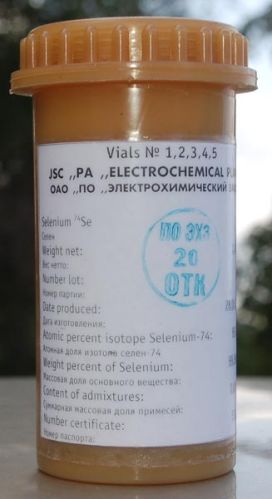 Vials № 1,2,3,4,5
JSC „PA „ELECTROCHEMICAL
ОАО „ПО „ЭЛЕКТРОХИМИЧЕСКИЙ
Selenium ⁷⁴Se
Селен
Weight net:
Вес нетто:
Number lot:
Номер партии:
Date produced:
Дата изготовления:
Atomic percent isotope Selenium-74:
Атомная доля изотопа селен-74
Weight percent of Selenium:
Массовая доля основного вещества:
Content of admixtures:
Суммарная массовая доля примесей:
Number certificate:
Номер паспорта:
ПО ЭХЗ
20
ОТК